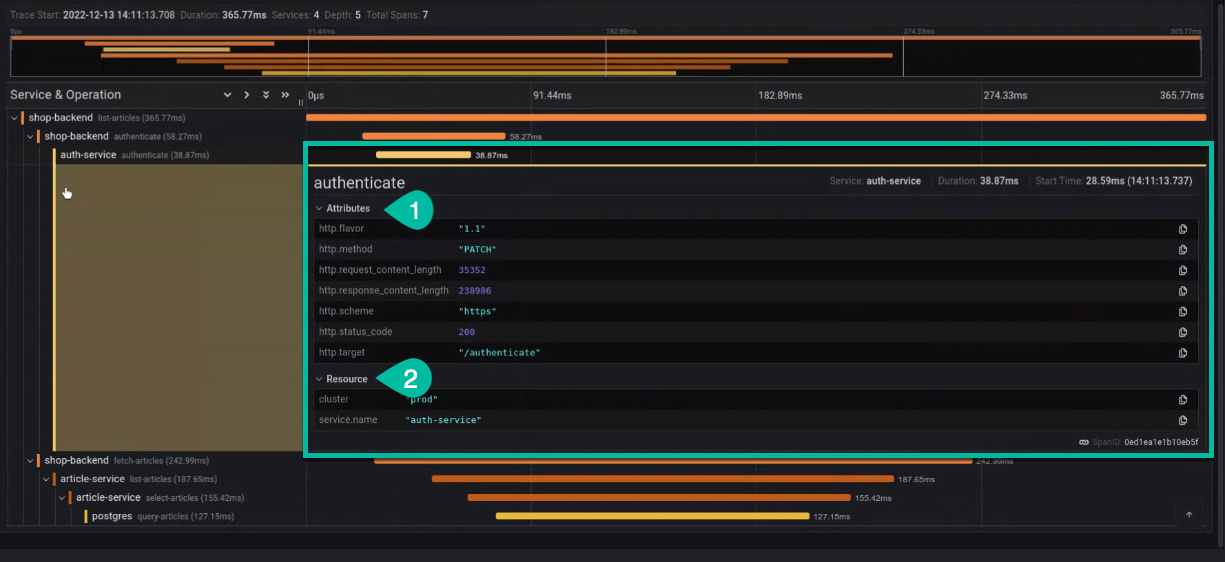 Trace Start: 2022-12-13 14:11:13.708 Duration: 365.77ms Services: 4 Depth: 5 Total Spans: 7
0μs 91.44ms 182.89ms 274.33ms 365.77ms
Service & Operation 0μs 91.44ms 182.89ms 274.33ms 365.77ms
shop-backend list-articles (365.77ms)
shop-backend authenticate (58.27ms) 58.27ms
auth-service authenticate (38.87ms) 38.87ms
authenticate Service: auth-service Duration: 38.87ms Start Time: 28.59ms (14:11:13.737)
Attributes 1
http.flavor "1.1"
http.method "PATCH"
http.request_content_length 35352
http.response_content_length 238986
http.scheme "https"
http.status_code 200
http.target "/authenticate"
Resource 2
cluster "prod"
service.name "auth-service"
SpanID: 0ed1ea1e1b10eb5f
shop-backend fetch-articles (242.99ms) 242.99ms
article-service list-articles (187.65ms) 187.65ms
article-service select-articles (155.42ms) 155.42ms
postgres query-articles (127.15ms) 127.15ms